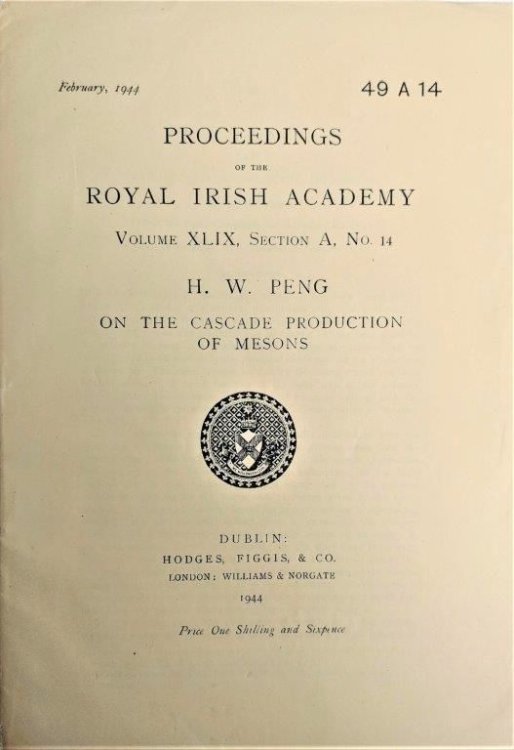 February, 1944 49 A 14
PROCEEDINGS
OF THE
ROYAL IRISH ACADEMY
VOLUME XLIX, SECTION A, No. 14
H. W. PENG
ON THE CASCADE PRODUCTION
OF MESONS
DUBLIN:
HODGES, FIGGIS, & CO.
LONDON: WILLIAMS & NORGATE
1944
Price One Shilling and Sixpence